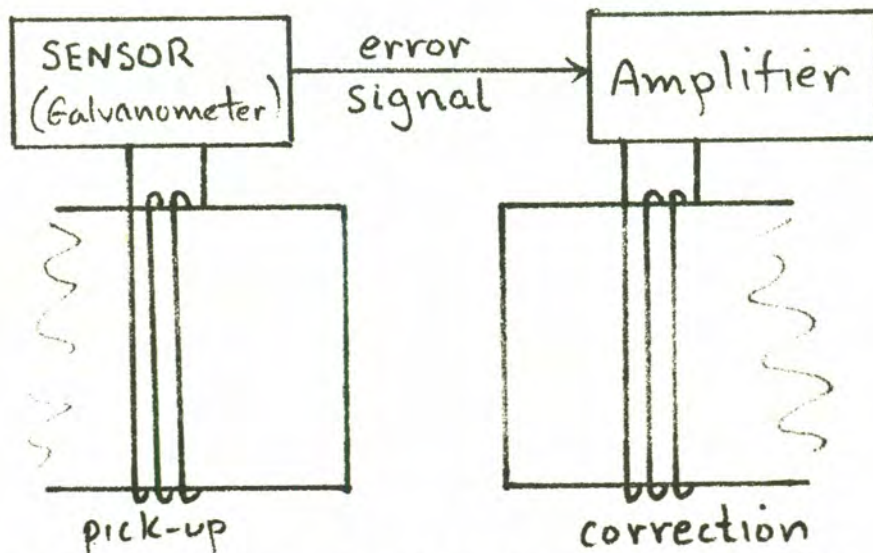 SENSOR
(Galvanometer)
error
signal
Amplifier
pick-up
correction